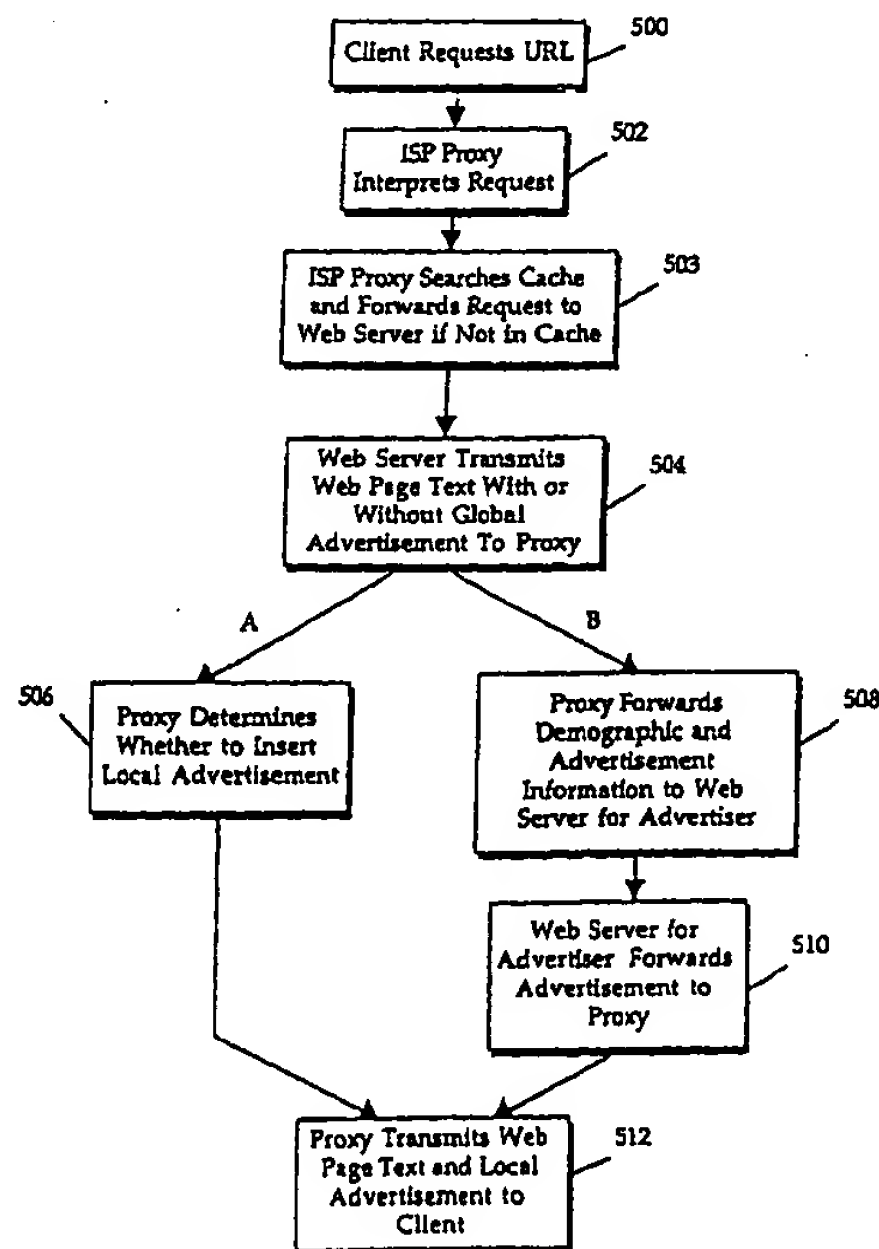 500
Client Requests URL
502
ISP Proxy
Interprets Request
503
ISP Proxy Searches Cache
and Forwards Request to
Web Server if Not in Cache
504
Web Server Transmits
Web Page Text With or
Without Global
Advertisement To Proxy
A
B
506
Proxy Determines
Whether to Insert
Local Advertisement
508
Proxy Forwards
Demographic and
Advertisement
Information to Web
Server for Advertiser
510
Web Server for
Advertiser Forwards
Advertisement to
Proxy
512
Proxy Transmits Web
Page Text and Local
Advertisement to
Client